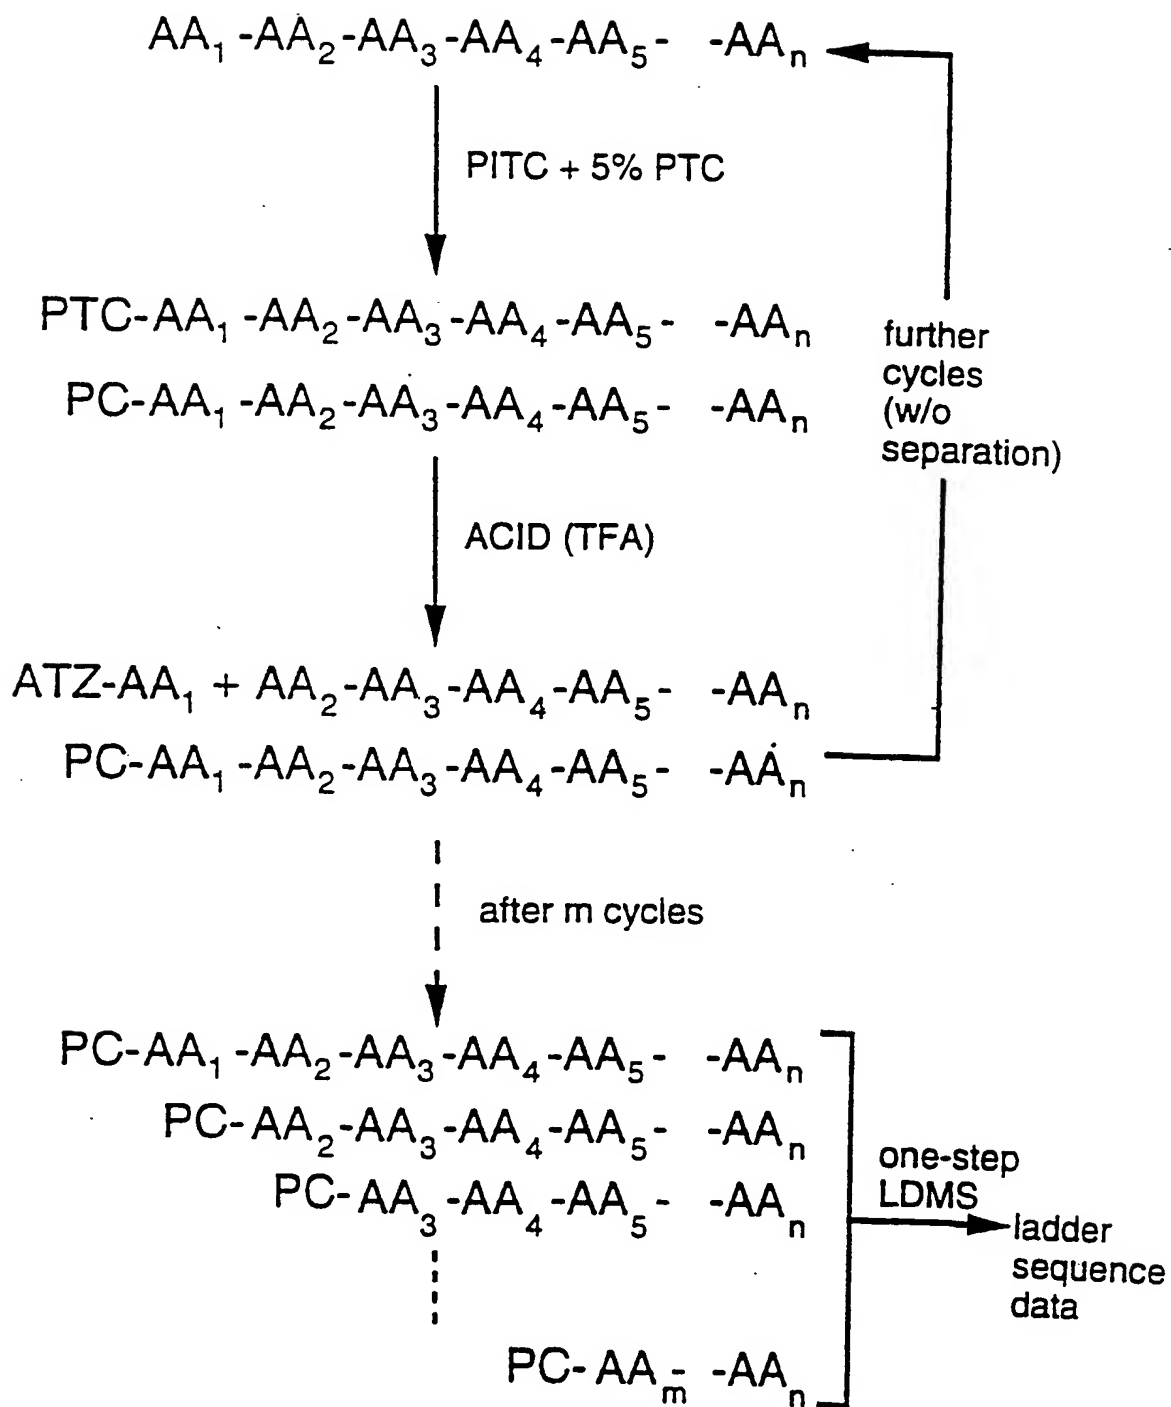 AA1 -AA2-AA3-AA4-AA5- -AAn
PITC + 5% PTC
PTC-AA1 -AA2-AA3-AA4-AA5- -AAn
PC-AA1 -AA2-AA3-AA4-AA5- -AAn
further
cycles
(w/o
separation)
ACID (TFA)
ATZ-AA1 + AA2-AA3-AA4-AA5- -AAn
PC-AA1 -AA2-AA3-AA4-AA5- -AAn
after m cycles
PC-AA1 -AA2-AA3-AA4-AA5- -AAn
PC-AA2-AA3-AA4-AA5- -AAn
PC-AA3-AA4-AA5- -AAn
one-step
LDMS
ladder
sequence
data
PC-AAm- -AAn